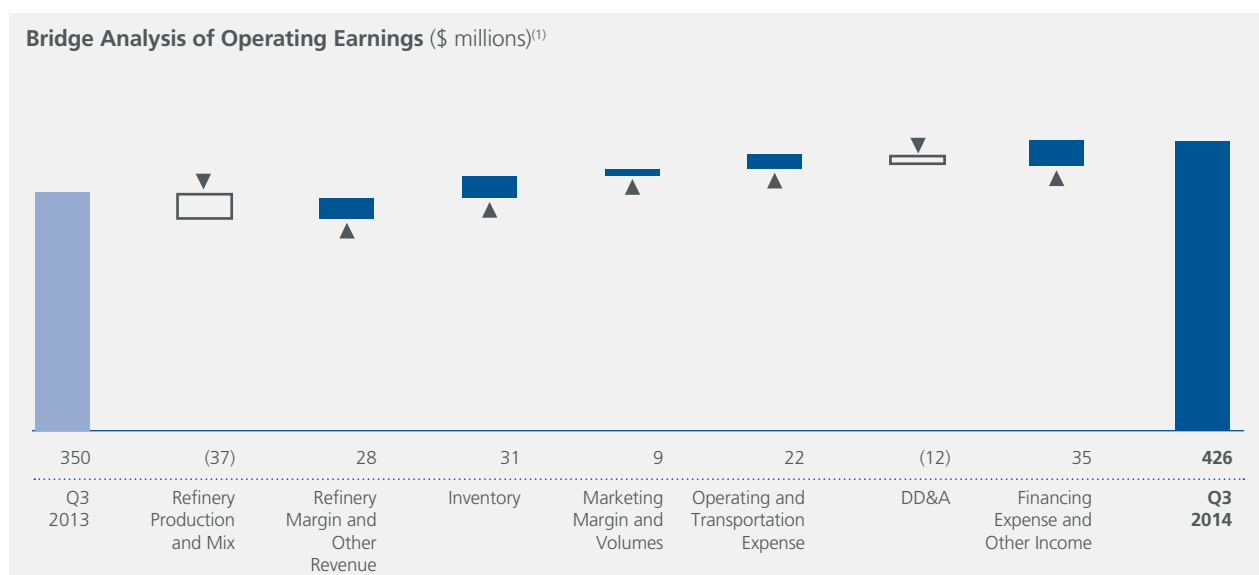 Bridge Analysis of Operating Earnings ($ millions)(1)
350 (37) 28 31 9 22 (12) 35 426
Q3
2013
Refinery
Production
and Mix
Refinery
Margin and
Other
Revenue
Inventory
Marketing
Margin and
Volumes
Operating and
Transportation
Expense
DD&A
Financing
Expense and
Other Income
Q3
2014